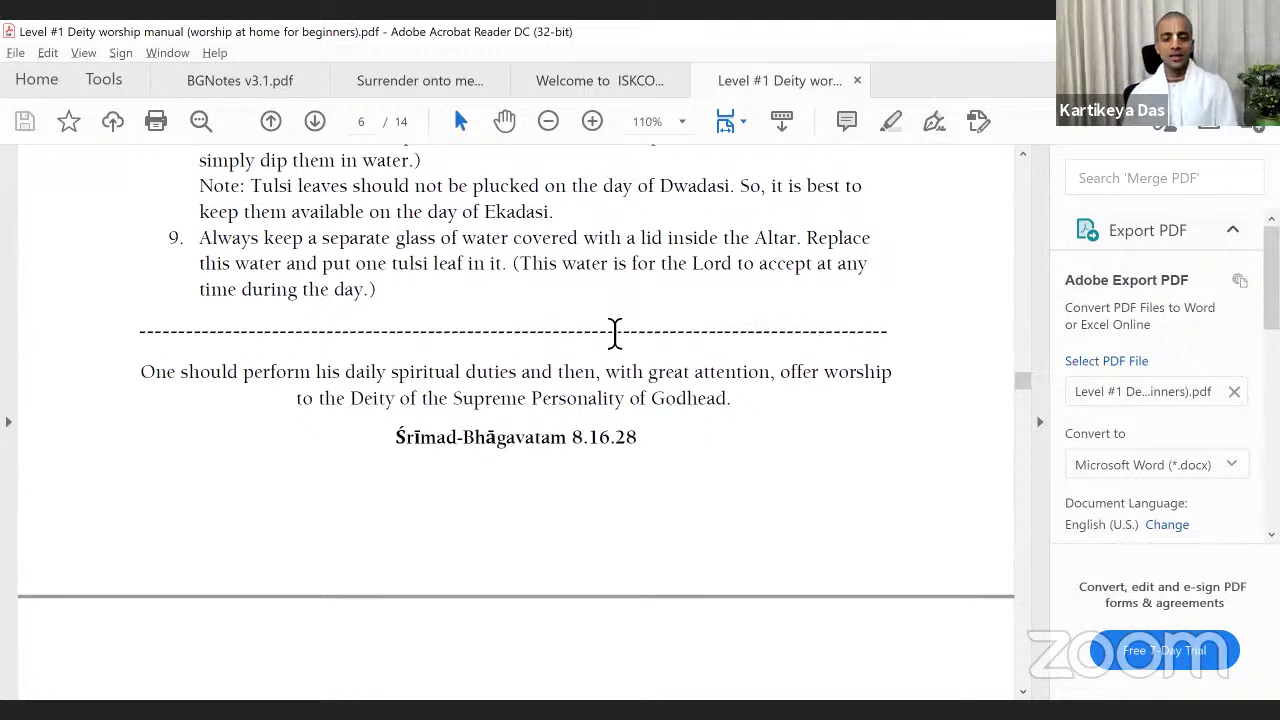 Level #1 Deity worship manual (worship at home for beginners).pdf - Adobe Acrobat Reader DC (32-bit)
File Edit View Sign Window Help
Home Tools BGNotes v3.1.pdf Surrender onto me... Welcome to ISKCO... Level #1 Deity wor...
6 / 14 110%
Kartikeya Das
simply dip them in water.)
Note: Tulsi leaves should not be plucked on the day of Dwadasi. So, it is best to
keep them available on the day of Ekadasi.
9. Always keep a separate glass of water covered with a lid inside the Altar. Replace
this water and put one tulsi leaf in it. (This water is for the Lord to accept at any
time during the day.)
One should perform his daily spiritual duties and then, with great attention, offer worship
to the Deity of the Supreme Personality of Godhead.
Śrīmad-Bhāgavatam 8.16.28
Search 'Merge PDF'
Export PDF
Adobe Export PDF
Convert PDF Files to Word
or Excel Online
Select PDF File
Level #1 De...inners).pdf
Convert to
Microsoft Word (*.docx)
Document Language:
English (U.S.) Change
Convert, edit and e-sign PDF
forms & agreements
Free 7-Day Trial
zoom